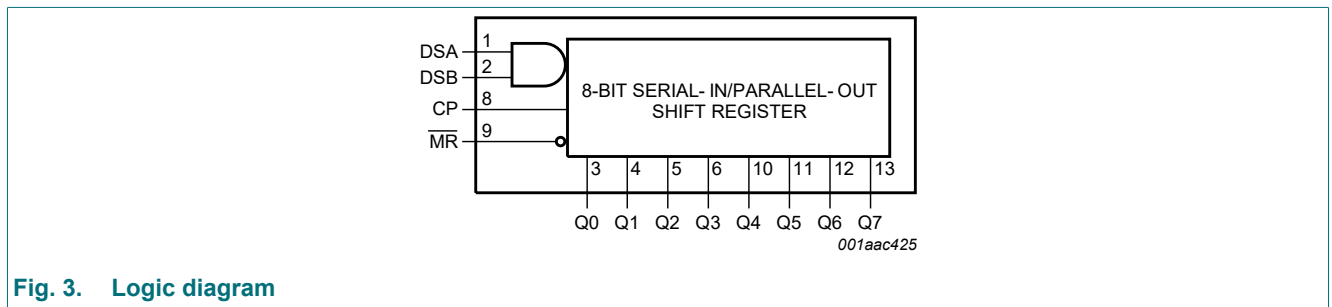 DSA 1
DSB 2
CP 8
M̅R̅ 9
8-BIT SERIAL- IN/PARALLEL- OUT
SHIFT REGISTER
3 4 5 6 10 11 12 13
Q0 Q1 Q2 Q3 Q4 Q5 Q6 Q7
001aac425
Fig. 3. Logic diagram